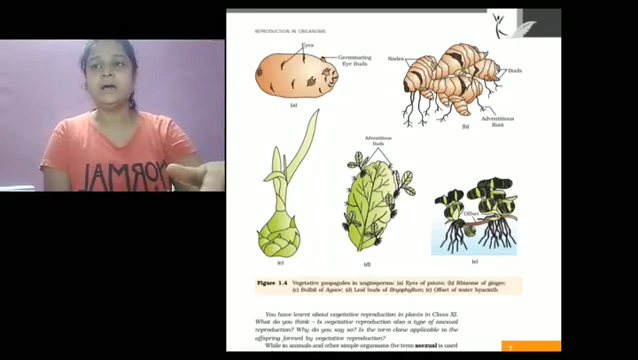 REPRODUCTION IN ORGANISMS
Eyes
Germinating
Eye Buds
(a)
Nodes
Buds
Adventitious
Root
(b)
(c)
Adventitious
Buds
(d)
Offset
(e)
NORMAL
Figure 1.4 Vegetative propagules in angiosperms: (a) Eyes of potato; (b) Rhizome of ginger;
(c) Bulbil of Agave; (d) Leaf buds of Bryophyllum; (e) Offset of water hyacinth
You have learnt about vegetative reproduction in plants in Class XI.
What do you think – Is vegetative reproduction also a type of asexual
reproduction? Why do you say so? Is the term clone applicable to the
offspring formed by vegetative reproduction?
While in animals and other simple organisms the term asexual is used
7